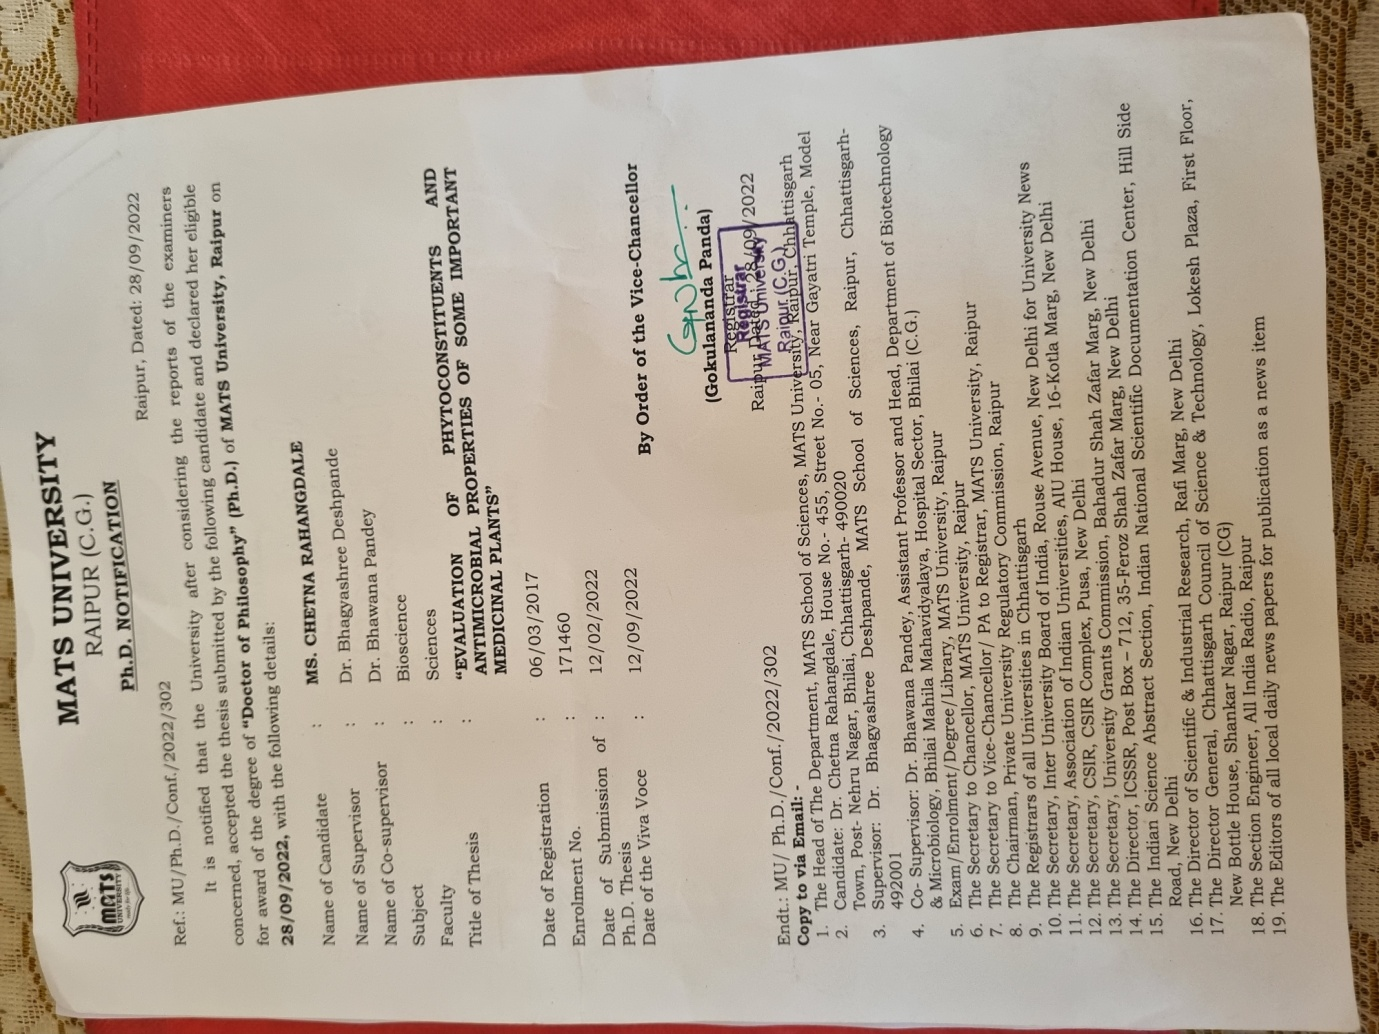 MATS UNIVERSITY
MATS UNIVERSITY
RAIPUR (C.G.)
Ph.D. NOTIFICATION
Ref.: MU/Ph.D./Conf./2022/302 Raipur, Dated: 28/09/2022
It is notified that the University after considering the reports of the examiners
concerned, accepted the thesis submitted by the following candidate and declared her eligible
for award of the degree of “Doctor of Philosophy” (Ph.D.) of MATS University, Raipur on
28/09/2022, with the following details:
Name of Candidate : MS. CHETNA RAHANGDALE
Name of Supervisor : Dr. Bhagyashree Deshpande
Name of Co-supervisor : Dr. Bhawana Pandey
Subject : Bioscience
Faculty : Sciences
Title of Thesis : “EVALUATION OF PHYTOCONSTITUENTS AND
ANTIMICROBIAL PROPERTIES OF SOME IMPORTANT
MEDICINAL PLANTS”
Date of Registration : 06/03/2017
Enrolment No. : 171460
Date of Submission of : 12/02/2022
Ph.D. Thesis
Date of the Viva Voce : 12/09/2022
By Order of the Vice-Chancellor
(Gokulananda Panda)
Registrar
Registrar
MATS University
Raipur (C.G.)
Endt.: MU/ Ph.D./Conf./2022/302 Raipur, Dated: 28/09/2022
Copy to via Email: -
1. The Head of The Department, MATS School of Sciences, MATS University, Raipur, Chhattisgarh
2. Candidate: Dr. Chetna Rahangdale, House No.- 455, Street No.- 05, Near Gayatri Temple, Model
Town, Post- Nehru Nagar, Bhilai, Chhattisgarh- 490020
3. Supervisor: Dr. Bhagyashree Deshpande, MATS School of Sciences, Raipur, Chhattisgarh-
492001
4. Co- Supervisor: Dr. Bhawana Pandey, Assistant Professor and Head, Department of Biotechnology
& Microbiology, Bhilai Mahila Mahavidyalaya, Hospital Sector, Bhilai (C.G.)
5. Exam/Enrolment/Degree/Library, MATS University, Raipur
6. The Secretary to Chancellor, MATS University, Raipur
7. The Secretary to Vice-Chancellor/ PA to Registrar, MATS University, Raipur
8. The Chairman, Private University Regulatory Commission, Raipur
9. The Registrars of all Universities in Chhattisgarh
10. The Secretary, Inter University Board of India, Rouse Avenue, New Delhi for University News
11. The Secretary, Association of Indian Universities, AIU House, 16-Kotla Marg, New Delhi
12. The Secretary, CSIR, CSIR Complex, Pusa, New Delhi
13. The Secretary, University Grants Commission, Bahadur Shah Zafar Marg, New Delhi
14. The Director, ICSSR, Post Box – 712, 35-Feroz Shah Zafar Marg, New Delhi
15. The Indian Science Abstract Section, Indian National Scientific Documentation Center, Hill Side
Road, New Delhi
16. The Director of Scientific & Industrial Research, Rafi Marg, New Delhi
17. The Director General, Chhattisgarh Council of Science & Technology, Lokesh Plaza, First Floor,
New Bottle House, Shankar Nagar, Raipur (CG)
18. The Section Engineer, All India Radio, Raipur
19. The Editors of all local daily news papers for publication as a news item